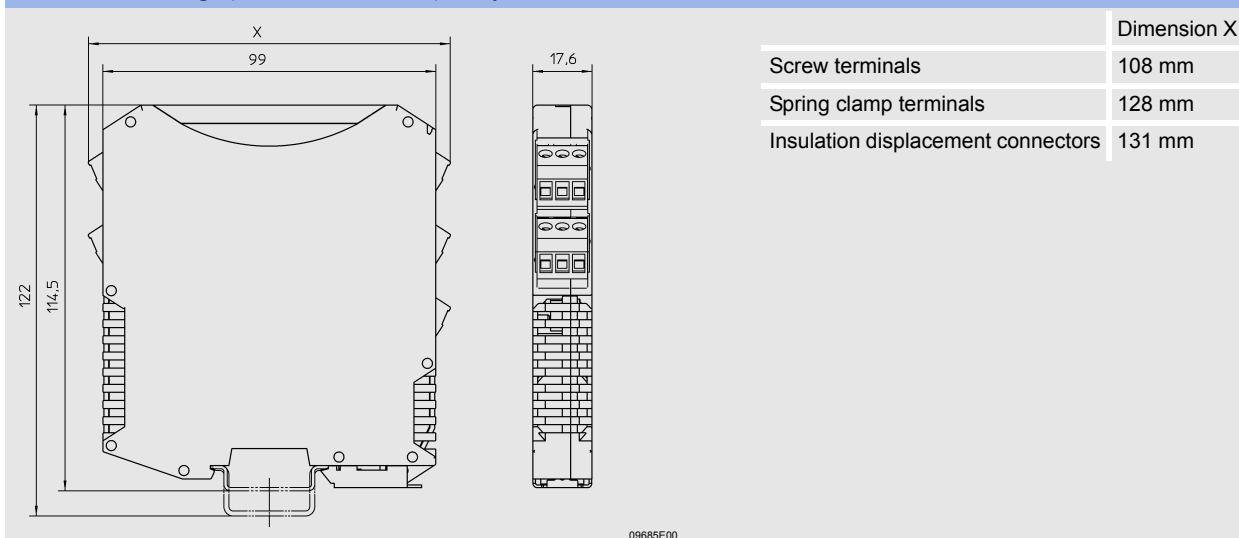 X
99
17,6
122
114,5
Dimension X
Screw terminals 108 mm
Spring clamp terminals 128 mm
Insulation displacement connectors 131 mm
09685E00